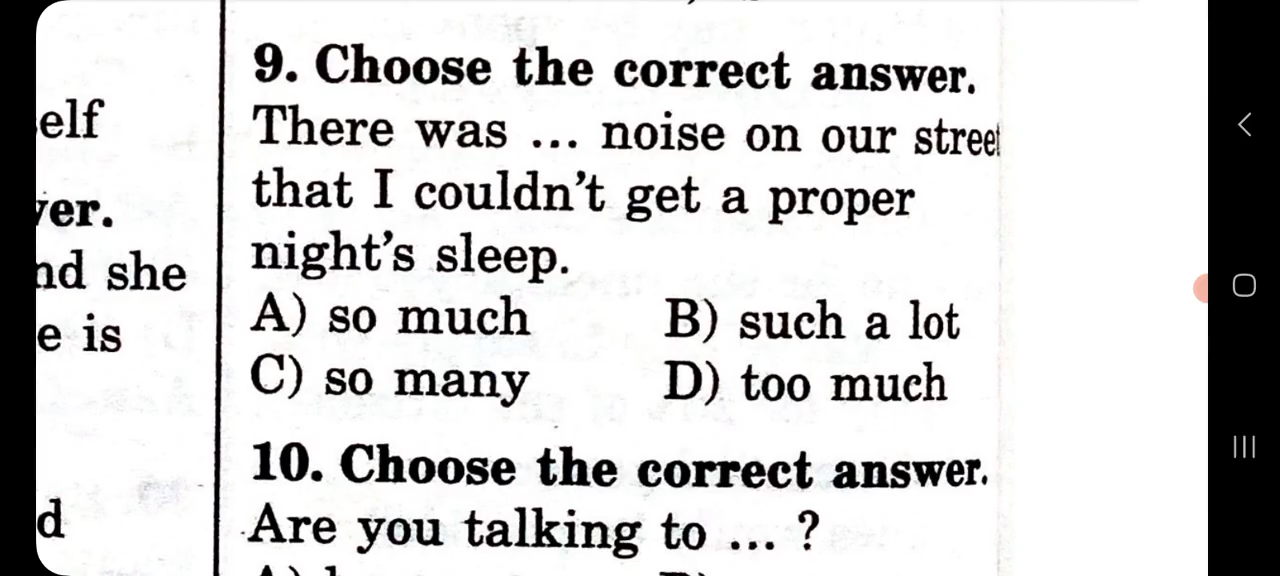 elf
er.
nd she
e is
d
9. Choose the correct answer.
There was ... noise on our street
that I couldn't get a proper
night's sleep.
A) so much B) such a lot
C) so many D) too much
10. Choose the correct answer.
Are you talking to ... ?